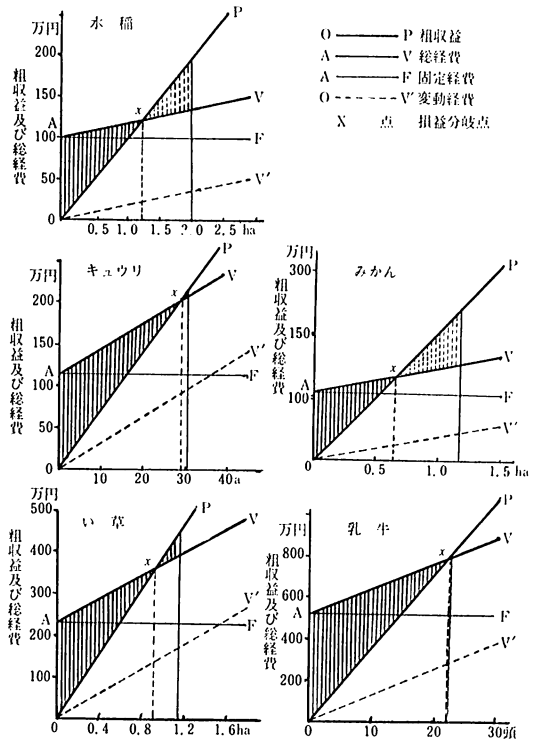 水稲
万円
粗収益及び総経費
200
150
A
100
50
0
x
P
V
F
V′
0.5 1.0 1.5 2.0 2.5 ha
O P 粗収益
A V 総経費
A F 固定経費
O V′ 変動経費
X 点 損益分岐点
キュウリ
万円
粗収益及び総経費
200
150
A
100
50
0
x
P
V
V′
F
10 20 30 40a
みかん
万円
粗収益及び総経費
300
150
A
100
0
x
P
V
F
V′
0.5 1.0 1.5 ha
い草
万円
粗収益及び総経費
500
400
300
A
200
100
0
x
P
V
V′
F
0 0.4 0.8 1.2 1.6ha
乳牛
万円
粗収益及び総経費
800
600
A
400
200
x
P
V
F
V′
0 10 20 30頭